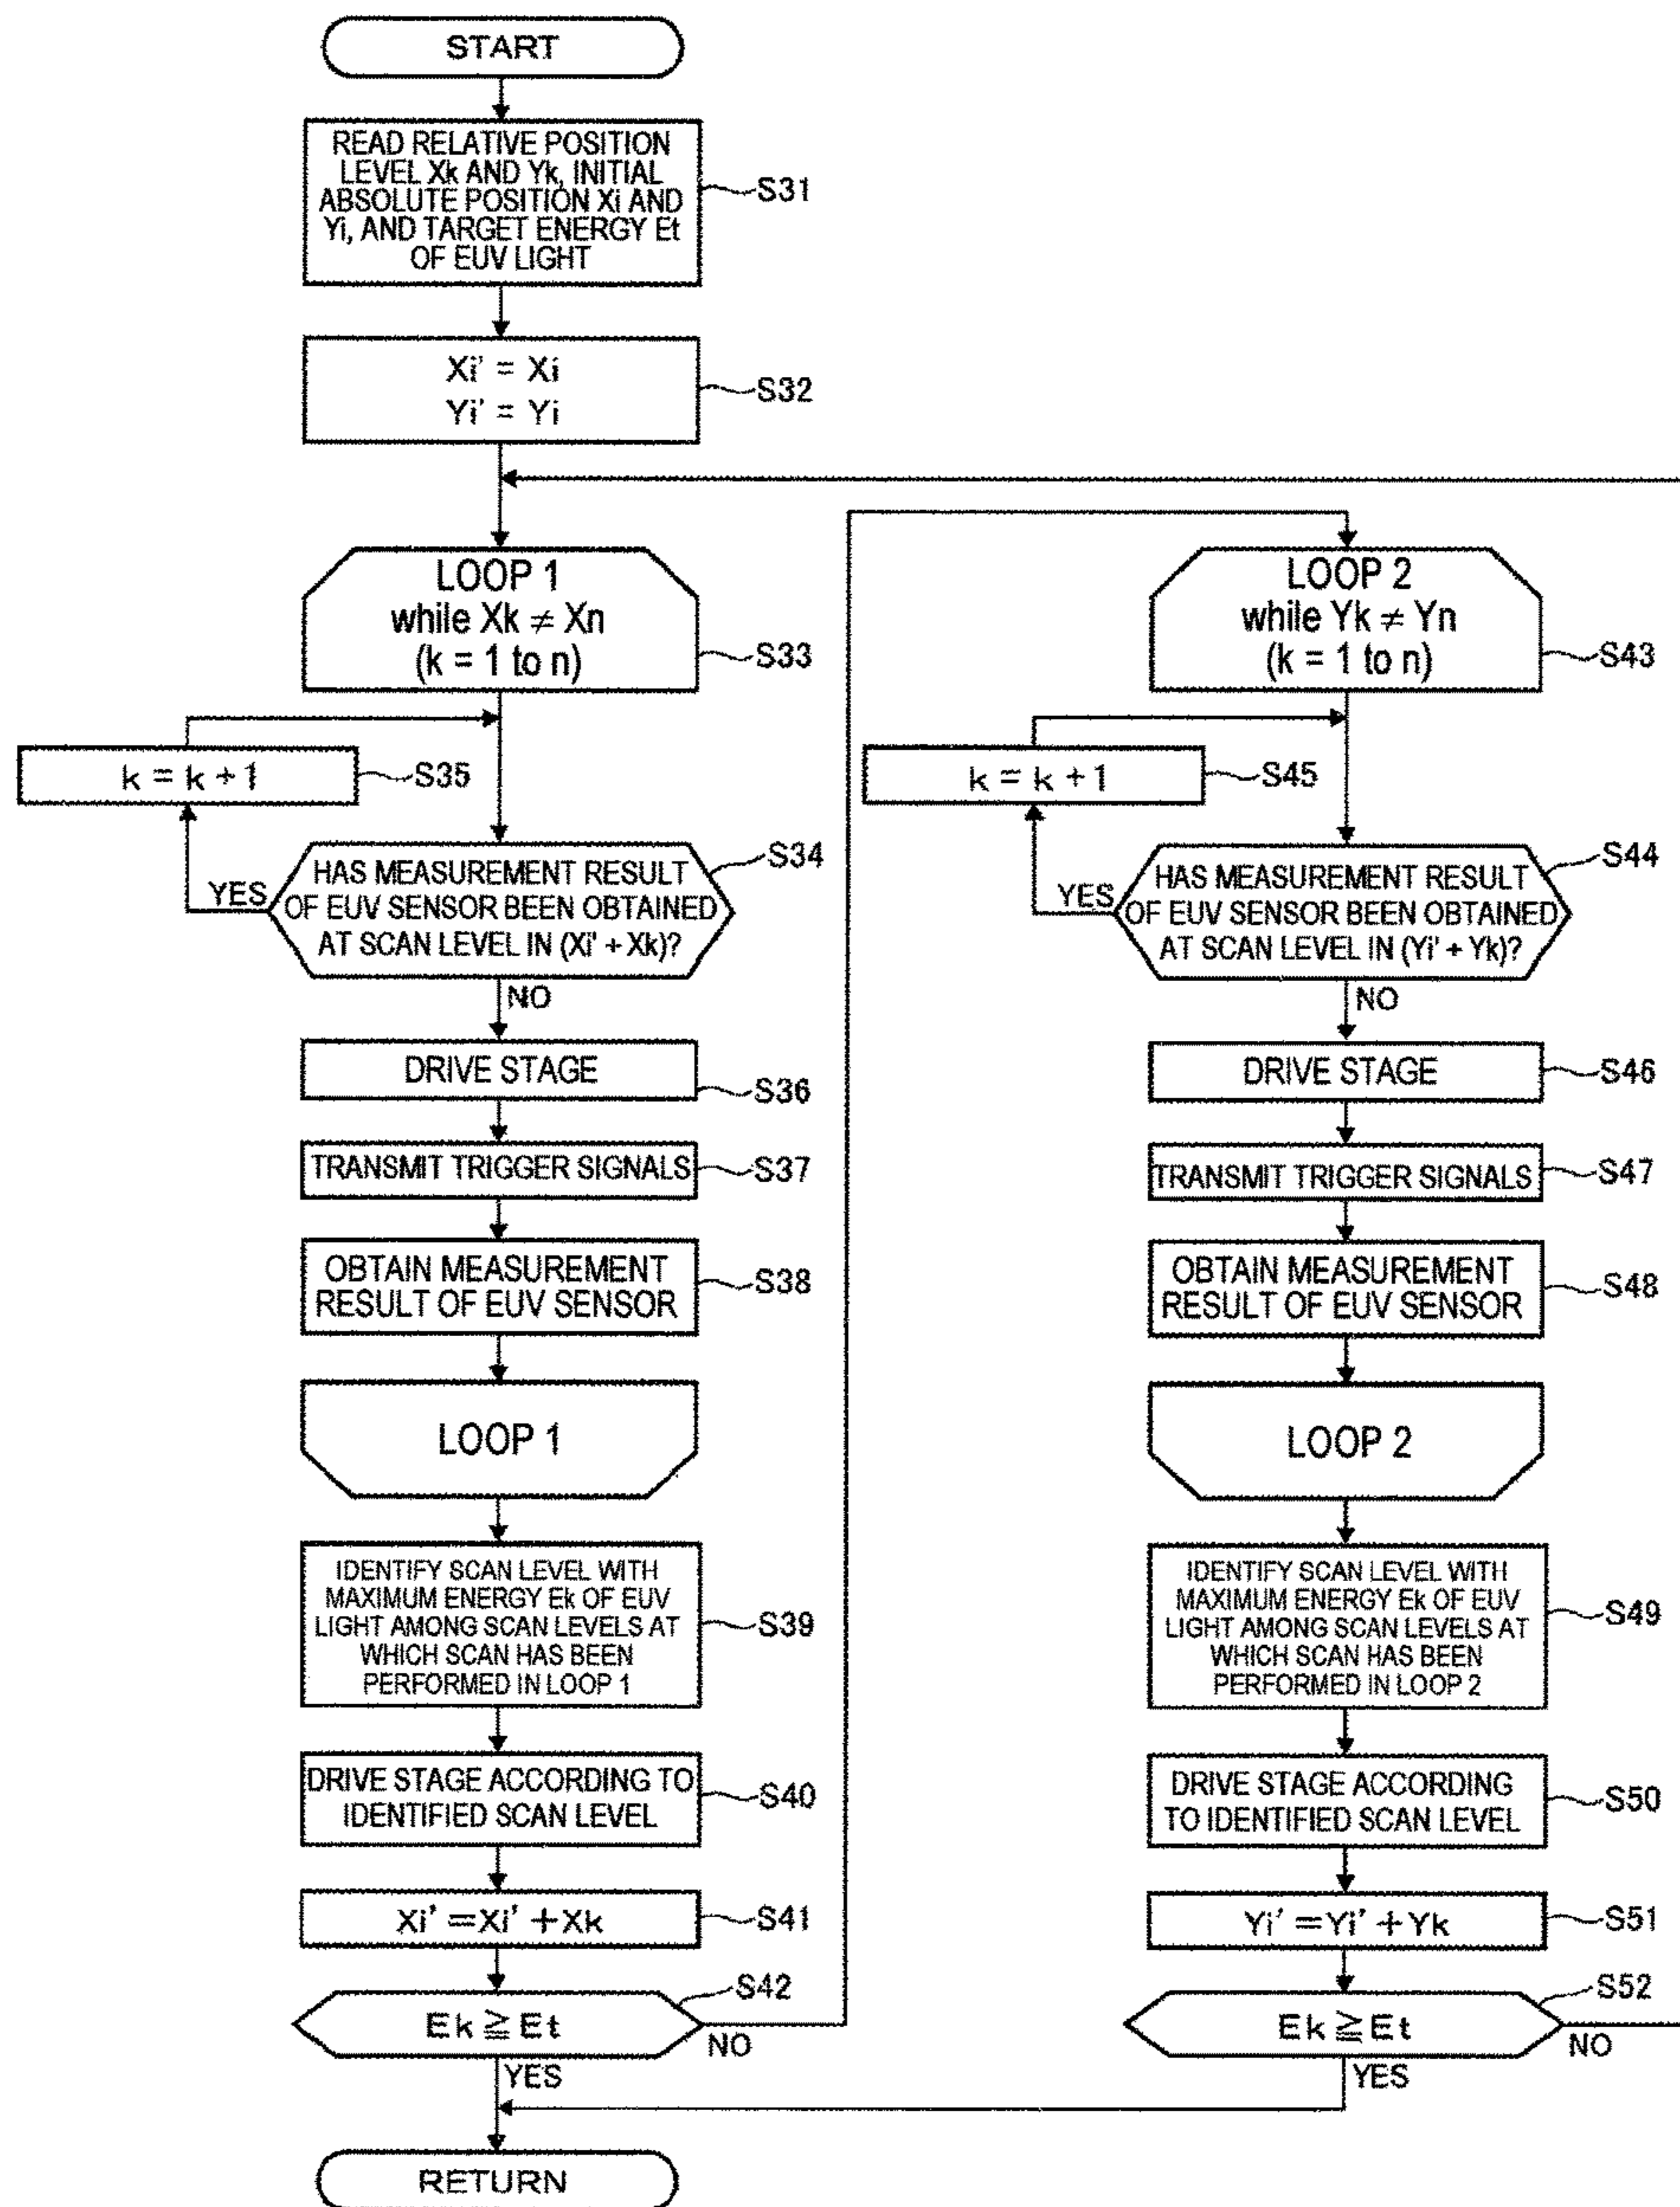 START
READ RELATIVE POSITION
LEVEL Xk AND Yk, INITIAL
ABSOLUTE POSITION Xi AND
Yi, AND TARGET ENERGY Et
OF EUV LIGHT
S31
Xi' = Xi
Yi' = Yi
S32
LOOP 1
while Xk ≠ Xn
(k = 1 to n)
S33
k = k + 1
S35
HAS MEASUREMENT RESULT
OF EUV SENSOR BEEN OBTAINED
AT SCAN LEVEL IN (Xi' + Xk)?
S34
YES
NO
DRIVE STAGE
S36
TRANSMIT TRIGGER SIGNALS
S37
OBTAIN MEASUREMENT
RESULT OF EUV SENSOR
S38
LOOP 1
IDENTIFY SCAN LEVEL WITH
MAXIMUM ENERGY Ek OF EUV
LIGHT AMONG SCAN LEVELS AT
WHICH SCAN HAS BEEN
PERFORMED IN LOOP 1
S39
DRIVE STAGE ACCORDING TO
IDENTIFIED SCAN LEVEL
S40
Xi' = Xi' + Xk
S41
Ek ≧ Et
S42
NO
YES
LOOP 2
while Yk ≠ Yn
(k = 1 to n)
S43
k = k + 1
S45
HAS MEASUREMENT RESULT
OF EUV SENSOR BEEN OBTAINED
AT SCAN LEVEL IN (Yi' + Yk)?
S44
YES
NO
DRIVE STAGE
S46
TRANSMIT TRIGGER SIGNALS
S47
OBTAIN MEASUREMENT
RESULT OF EUV SENSOR
S48
LOOP 2
IDENTIFY SCAN LEVEL WITH
MAXIMUM ENERGY Ek OF EUV
LIGHT AMONG SCAN LEVELS AT
WHICH SCAN HAS BEEN
PERFORMED IN LOOP 2
S49
DRIVE STAGE ACCORDING
TO IDENTIFIED SCAN LEVEL
S50
Yi' = Yi' + Yk
S51
Ek ≧ Et
S52
NO
YES
RETURN